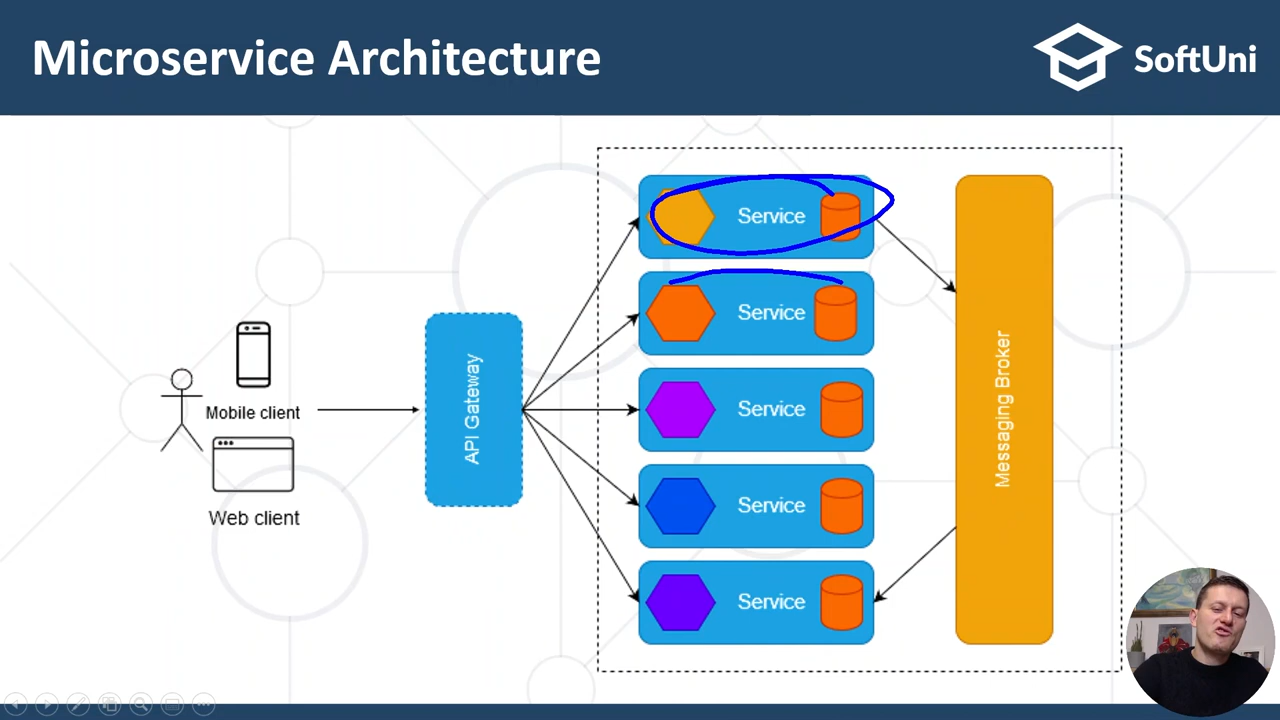 Microservice Architecture
SoftUni
Mobile client
Web client
API Gateway
Service
Service
Service
Service
Service
Messaging Broker